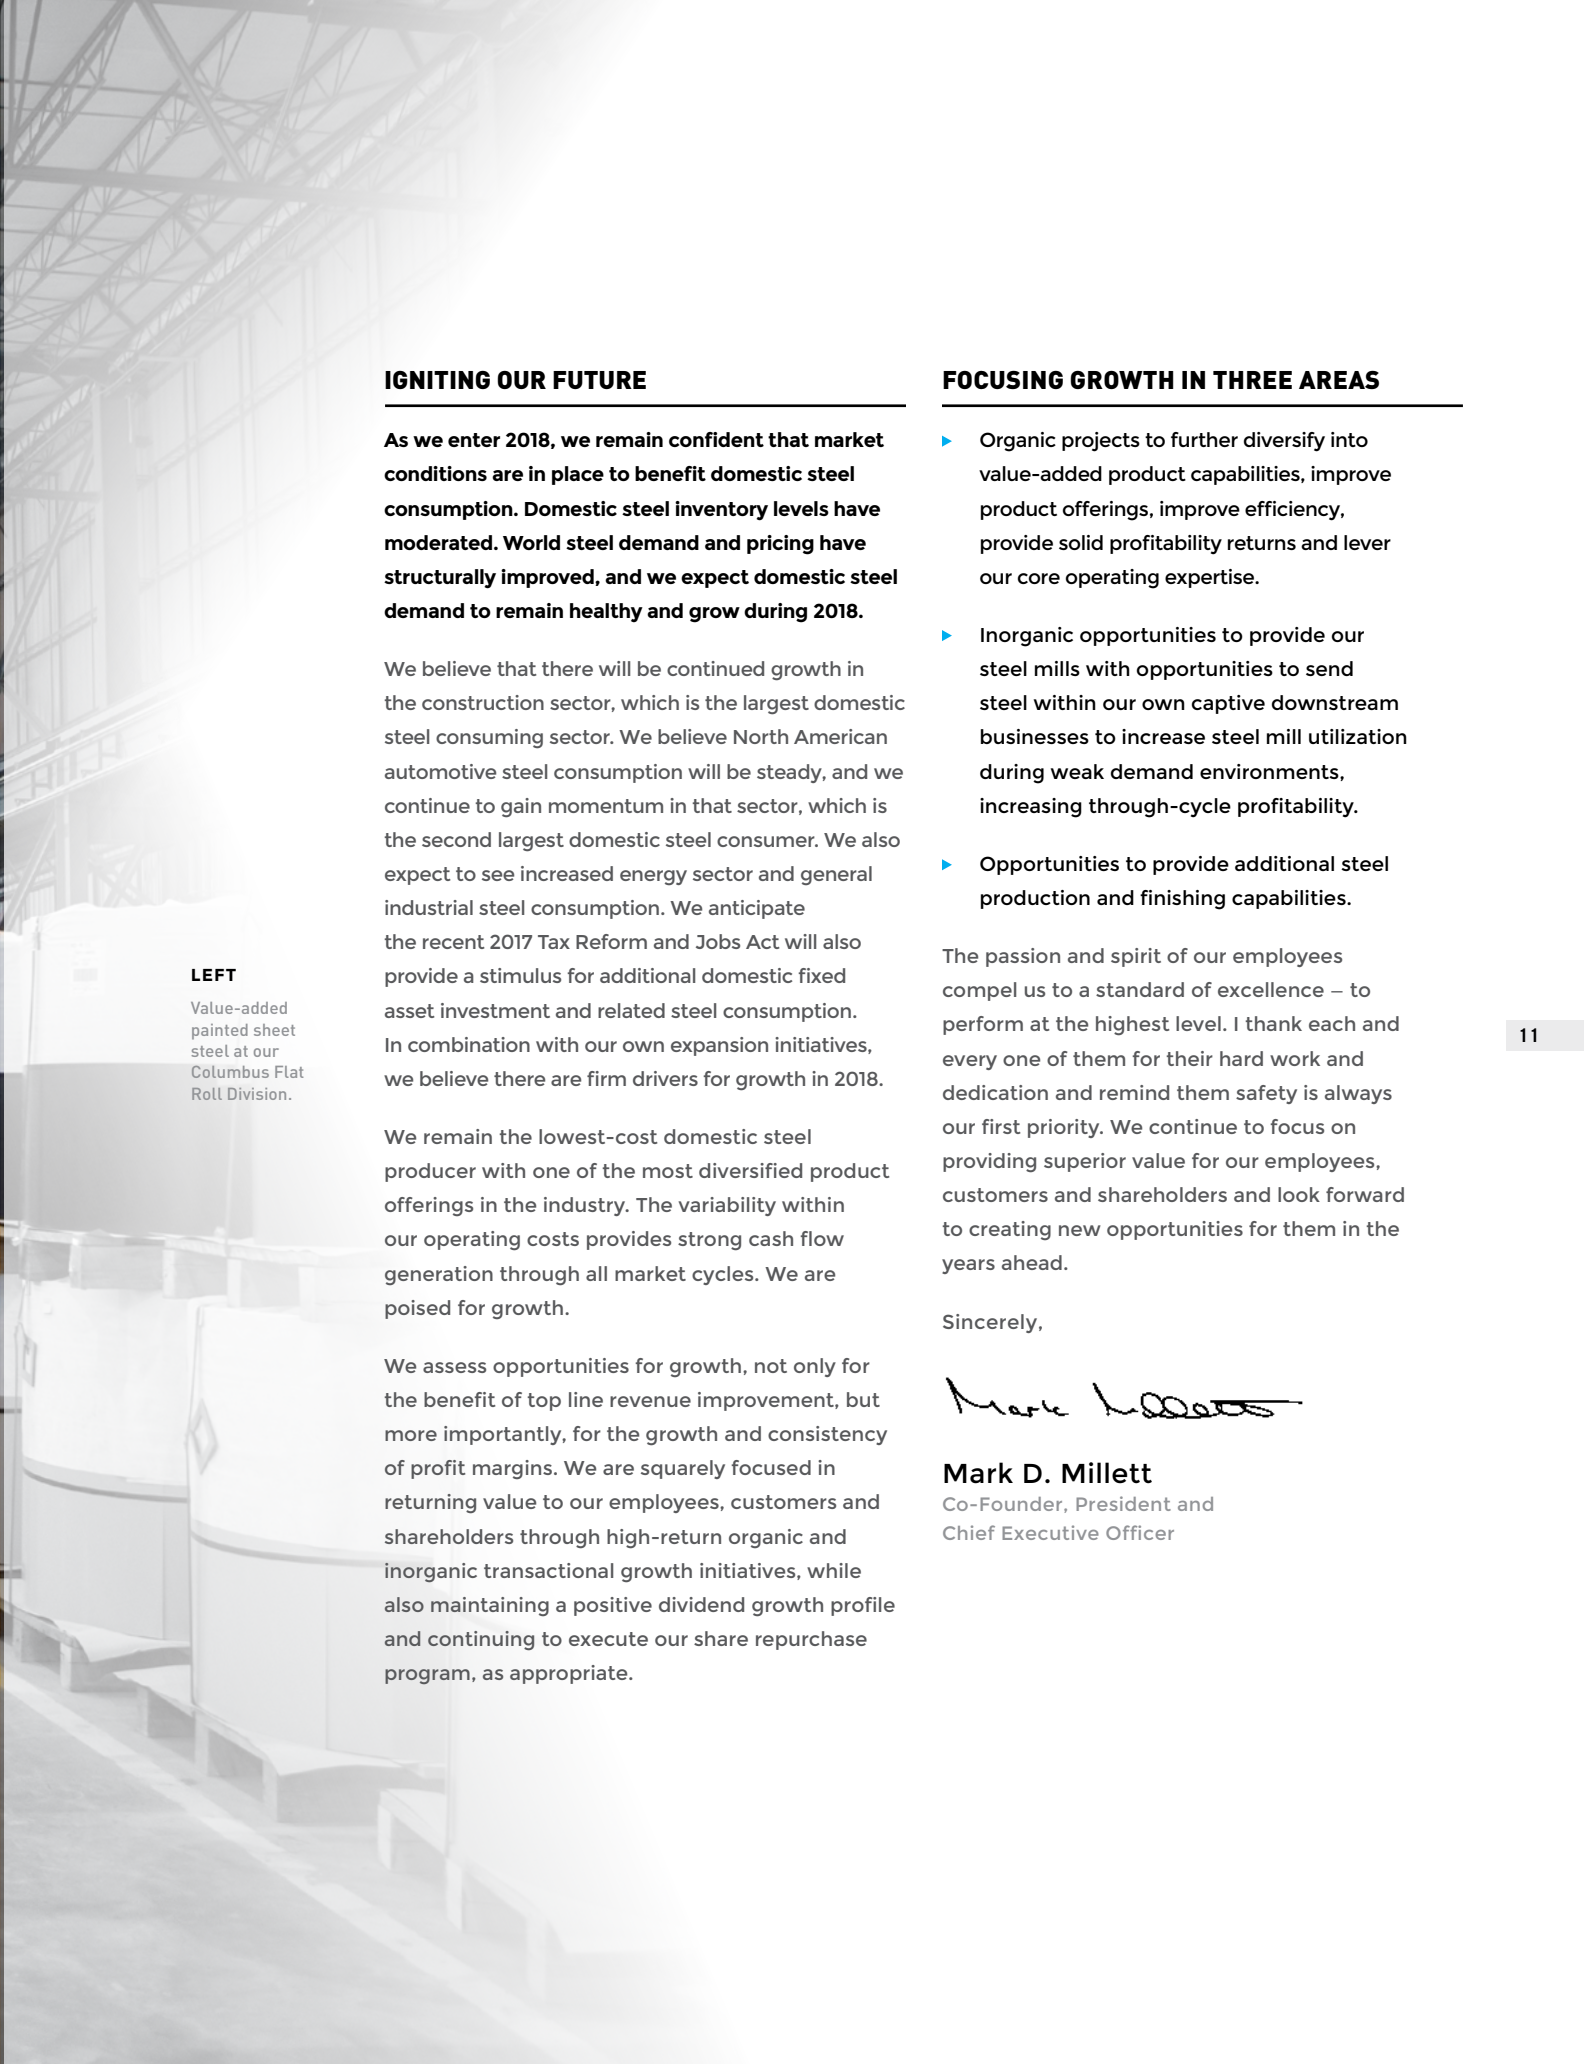 IGNITING OUR FUTURE
As we enter 2018, we remain confident that market
conditions are in place to benefit domestic steel
consumption. Domestic steel inventory levels have
moderated. World steel demand and pricing have
structurally improved, and we expect domestic steel
demand to remain healthy and grow during 2018.
We believe that there will be continued growth in
the construction sector, which is the largest domestic
steel consuming sector. We believe North American
automotive steel consumption will be steady, and we
continue to gain momentum in that sector, which is
the second largest domestic steel consumer. We also
expect to see increased energy sector and general
industrial steel consumption. We anticipate
the recent 2017 Tax Reform and Jobs Act will also
provide a stimulus for additional domestic fixed
asset investment and related steel consumption.
In combination with our own expansion initiatives,
we believe there are firm drivers for growth in 2018.
We remain the lowest-cost domestic steel
producer with one of the most diversified product
offerings in the industry. The variability within
our operating costs provides strong cash flow
generation through all market cycles. We are
poised for growth.
We assess opportunities for growth, not only for
the benefit of top line revenue improvement, but
more importantly, for the growth and consistency
of profit margins. We are squarely focused in
returning value to our employees, customers and
shareholders through high-return organic and
inorganic transactional growth initiatives, while
also maintaining a positive dividend growth profile
and continuing to execute our share repurchase
program, as appropriate.
LEFT
Value-added
painted sheet
steel at our
Columbus Flat
Roll Division.
FOCUSING GROWTH IN THREE AREAS
Organic projects to further diversify into
value-added product capabilities, improve
product offerings, improve efficiency,
provide solid profitability returns and lever
our core operating expertise.
Inorganic opportunities to provide our
steel mills with opportunities to send
steel within our own captive downstream
businesses to increase steel mill utilization
during weak demand environments,
increasing through-cycle profitability.
Opportunities to provide additional steel
production and finishing capabilities.
The passion and spirit of our employees
compel us to a standard of excellence – to
perform at the highest level. I thank each and
every one of them for their hard work and
dedication and remind them safety is always
our first priority. We continue to focus on
providing superior value for our employees,
customers and shareholders and look forward
to creating new opportunities for them in the
years ahead.
Sincerely,
Mark Millett
Mark D. Millett
Co-Founder, President and
Chief Executive Officer
11